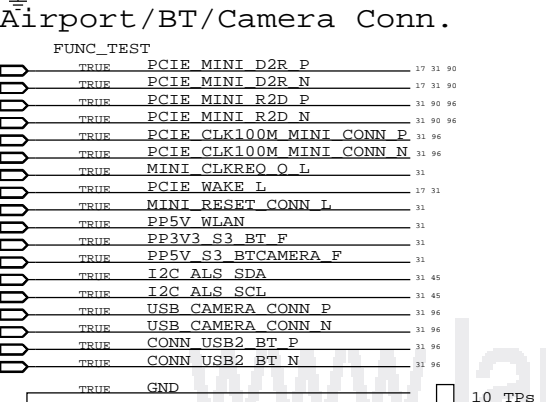 Airport/BT/Camera Conn.
FUNC_TEST
TRUE PCIE_MINI_D2R_P 17 31 90
TRUE PCIE_MINI_D2R_N 17 31 90
TRUE PCIE_MINI_R2D_P 31 90 96
TRUE PCIE_MINI_R2D_N 31 90 96
TRUE PCIE_CLK100M_MINI_CONN_P 31 96
TRUE PCIE_CLK100M_MINI_CONN_N 31 96
TRUE MINI_CLKREQ_Q_L 31
TRUE PCIE_WAKE_L 17 31
TRUE MINI_RESET_CONN_L 31
TRUE PP5V_WLAN 31
TRUE PP3V3_S3_BT_F 31
TRUE PP5V_S3_BTCAMERA_F 31
TRUE I2C_ALS_SDA 31 45
TRUE I2C_ALS_SCL 31 45
TRUE USB_CAMERA_CONN_P 31 96
TRUE USB_CAMERA_CONN_N 31 96
TRUE CONN_USB2_BT_P 31 96
TRUE CONN_USB2_BT_N 31 96
TRUE GND
10 TPs